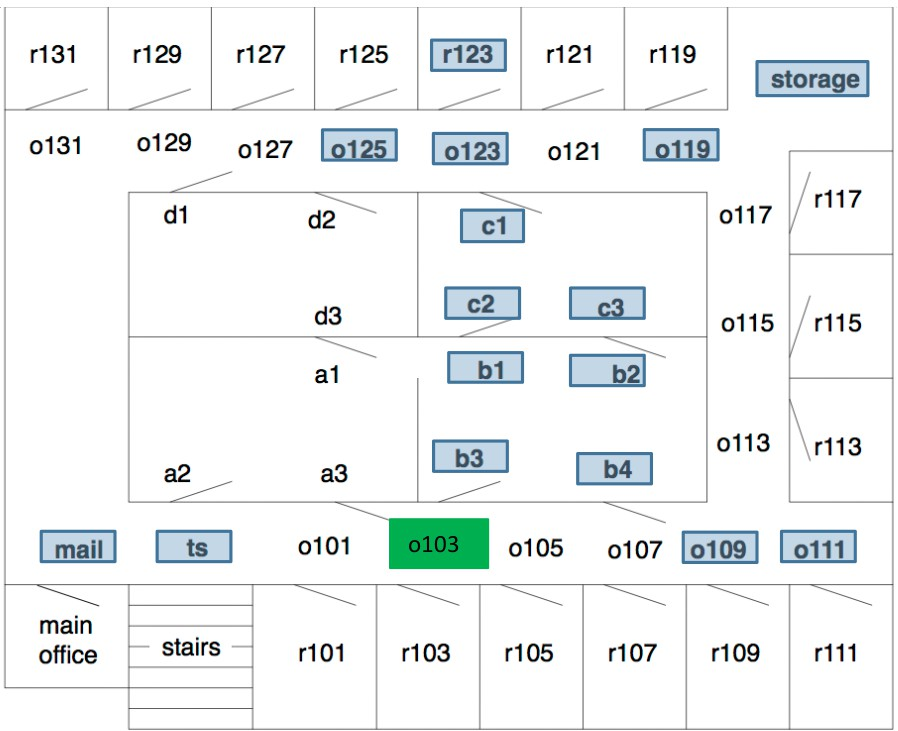 r131
r129
r127
r125
r123
r121
r119
storage
o131
o129
o127
o125
o123
o121
o119
d1
d2
c1
o117
r117
d3
c2
c3
o115
r115
a1
b1
b2
a2
a3
b3
b4
o113
r113
mail
ts
o101
o103
o105
o107
o109
o111
main
office
stairs
r101
r103
r105
r107
r109
r111